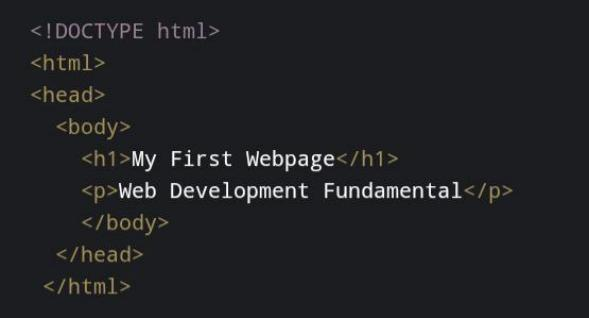 <!DOCTYPE html>
<html>
<head>
<body>
<h1>My First Webpage</h1>
<p>Web Development Fundamental</p>
</body>
</head>
</html>